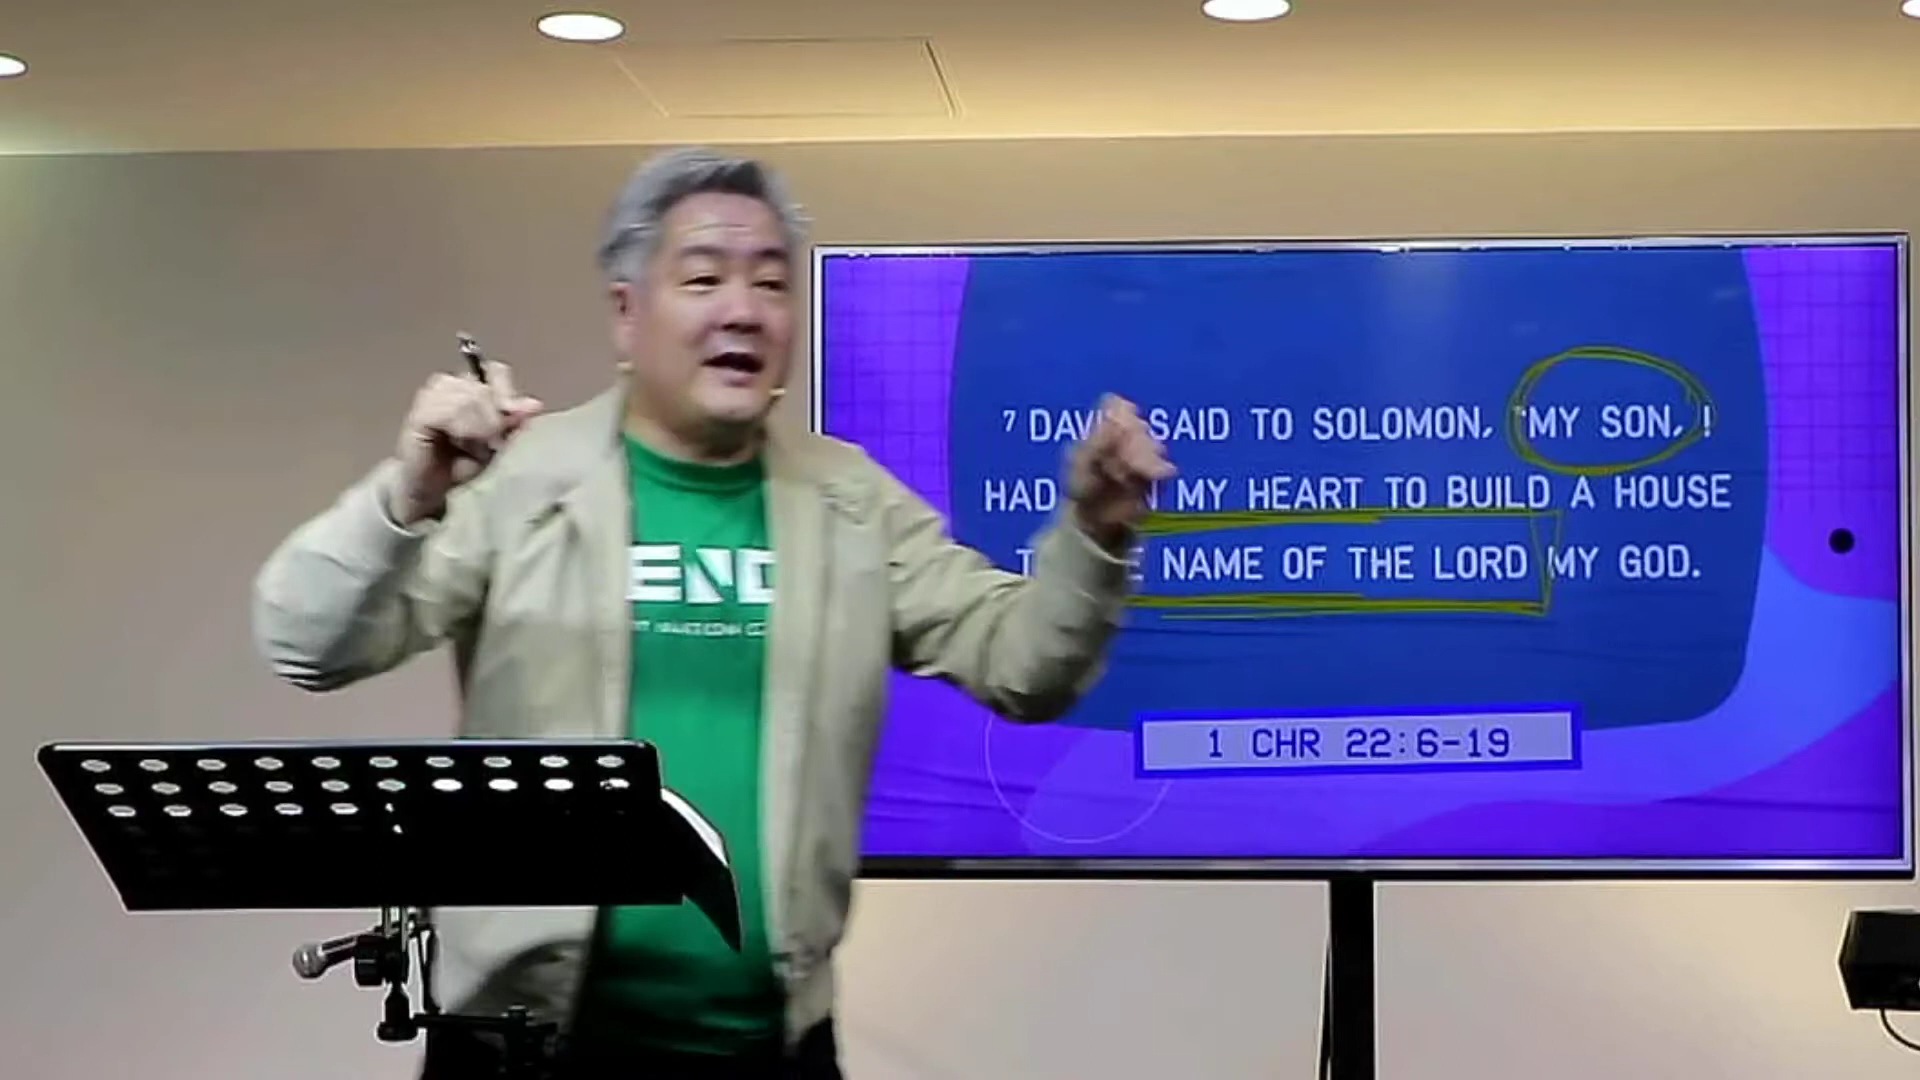 END
7 DAVID SAID TO SOLOMON, "MY SON, I
HAD MY HEART TO BUILD A HOUSE
NAME OF THE LORD MY GOD.
1 CHR 22:6-19